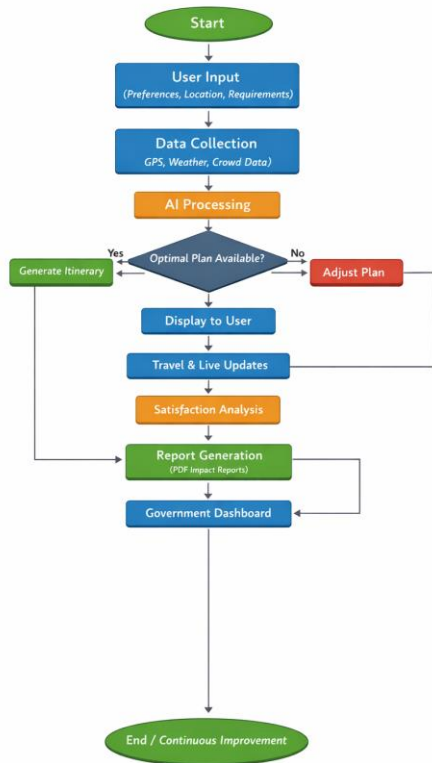 Start
User Input
(Preferences, Location, Requirements)
Data Collection
GPS, Weather, Crowd Data)
AI Processing
Yes
Optimal Plan Available?
No
Generate Itinerary
Adjust Plan
Display to User
Travel & Live Updates
Satisfaction Analysis
Report Generation
(PDF Impact Reports)
Government Dashboard
End / Continuous Improvement